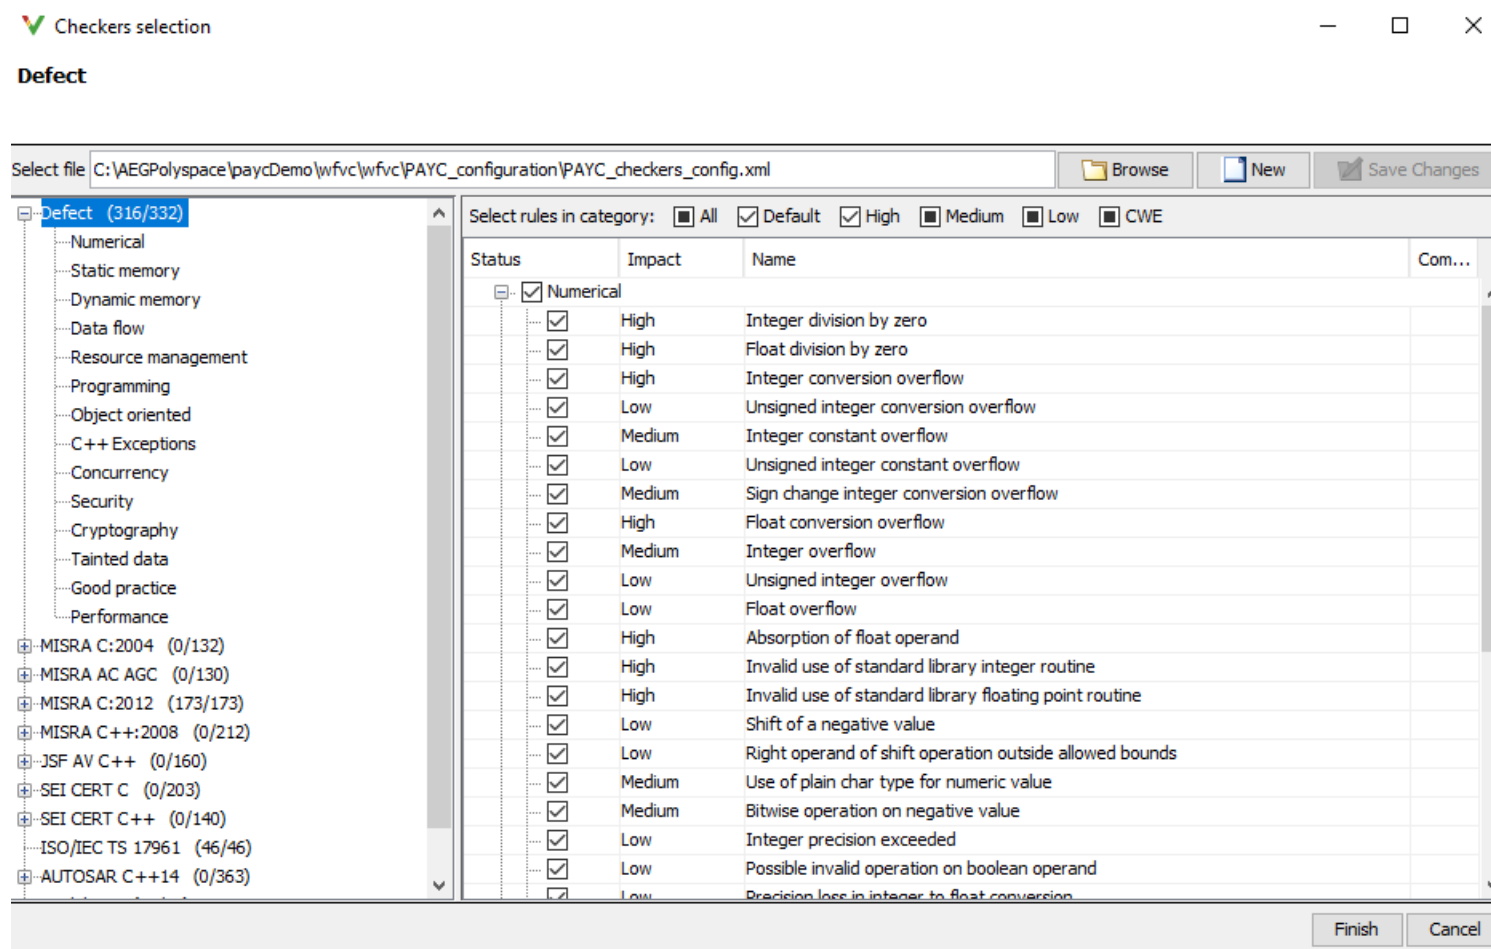 Checkers selection
Defect
Select file C:\AEGPolyspace\paycDemo\wfvc\wfvc\PAYC_configuration\PAYC_checkers_config.xml Browse New Save Changes
Defect (316/332)
Numerical
Static memory
Dynamic memory
Data flow
Resource management
Programming
Object oriented
C++ Exceptions
Concurrency
Security
Cryptography
Tainted data
Good practice
Performance
MISRA C:2004 (0/132)
MISRA AC AGC (0/130)
MISRA C:2012 (173/173)
MISRA C++:2008 (0/212)
JSF AV C++ (0/160)
SEI CERT C (0/203)
SEI CERT C++ (0/140)
ISO/IEC TS 17961 (46/46)
AUTOSAR C++14 (0/363)
Select rules in category: All Default High Medium Low CWE
Status Impact Name Com...
Numerical
High Integer division by zero
High Float division by zero
High Integer conversion overflow
Low Unsigned integer conversion overflow
Medium Integer constant overflow
Low Unsigned integer constant overflow
Medium Sign change integer conversion overflow
High Float conversion overflow
Medium Integer overflow
Low Unsigned integer overflow
Low Float overflow
High Absorption of float operand
High Invalid use of standard library integer routine
High Invalid use of standard library floating point routine
Low Shift of a negative value
Low Right operand of shift operation outside allowed bounds
Medium Use of plain char type for numeric value
Medium Bitwise operation on negative value
Low Integer precision exceeded
Low Possible invalid operation on boolean operand
Low Precision loss in integer to float conversion
Finish Cancel